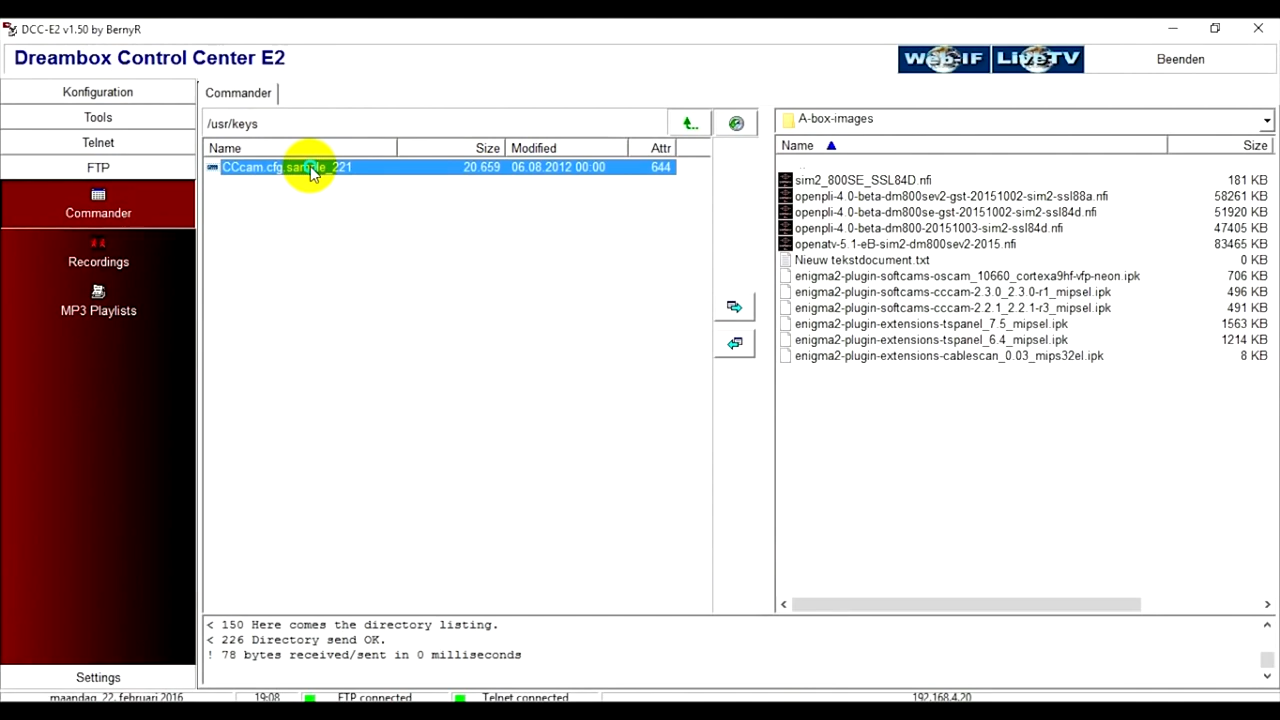 DCC-E2 v1.50 by BernyR
Dreambox Control Center E2
Web-IF
LiveTV
Beenden
Konfiguration
Tools
Telnet
FTP
Commander
Recordings
MP3 Playlists
Settings
Commander
/usr/keys
Name Size Modified Attr
CCcam.cfg.sample_221 20.659 06.08.2012 00:00 644
A-box-images
Name Size
..
sim2_800SE_SSL84D.nfi 181 KB
openpli-4.0-beta-dm800sev2-gst-20151002-sim2-ssl88a.nfi 58261 KB
openpli-4.0-beta-dm800se-gst-20151002-sim2-ssl84d.nfi 51920 KB
openpli-4.0-beta-dm800-20151003-sim2-ssl84d.nfi 47405 KB
openatv-5.1-eB-sim2-dm800sev2-2015.nfi 83465 KB
Nieuw tekstdocument.txt 0 KB
enigma2-plugin-softcams-oscam_10660_cortexa9hf-vfp-neon.ipk 706 KB
enigma2-plugin-softcams-cccam-2.3.0_2.3.0-r1_mipsel.ipk 496 KB
enigma2-plugin-softcams-cccam-2.2.1_2.2.1-r3_mipsel.ipk 491 KB
enigma2-plugin-extensions-tspanel_7.5_mipsel.ipk 1563 KB
enigma2-plugin-extensions-tspanel_6.4_mipsel.ipk 1214 KB
enigma2-plugin-extensions-cablescan_0.03_mips32el.ipk 8 KB
< 150 Here comes the directory listing.
< 226 Directory send OK.
! 78 bytes received/sent in 0 milliseconds
maandag, 22. februari 2016 19:08 FTP connected Telnet connected 192.168.4.20